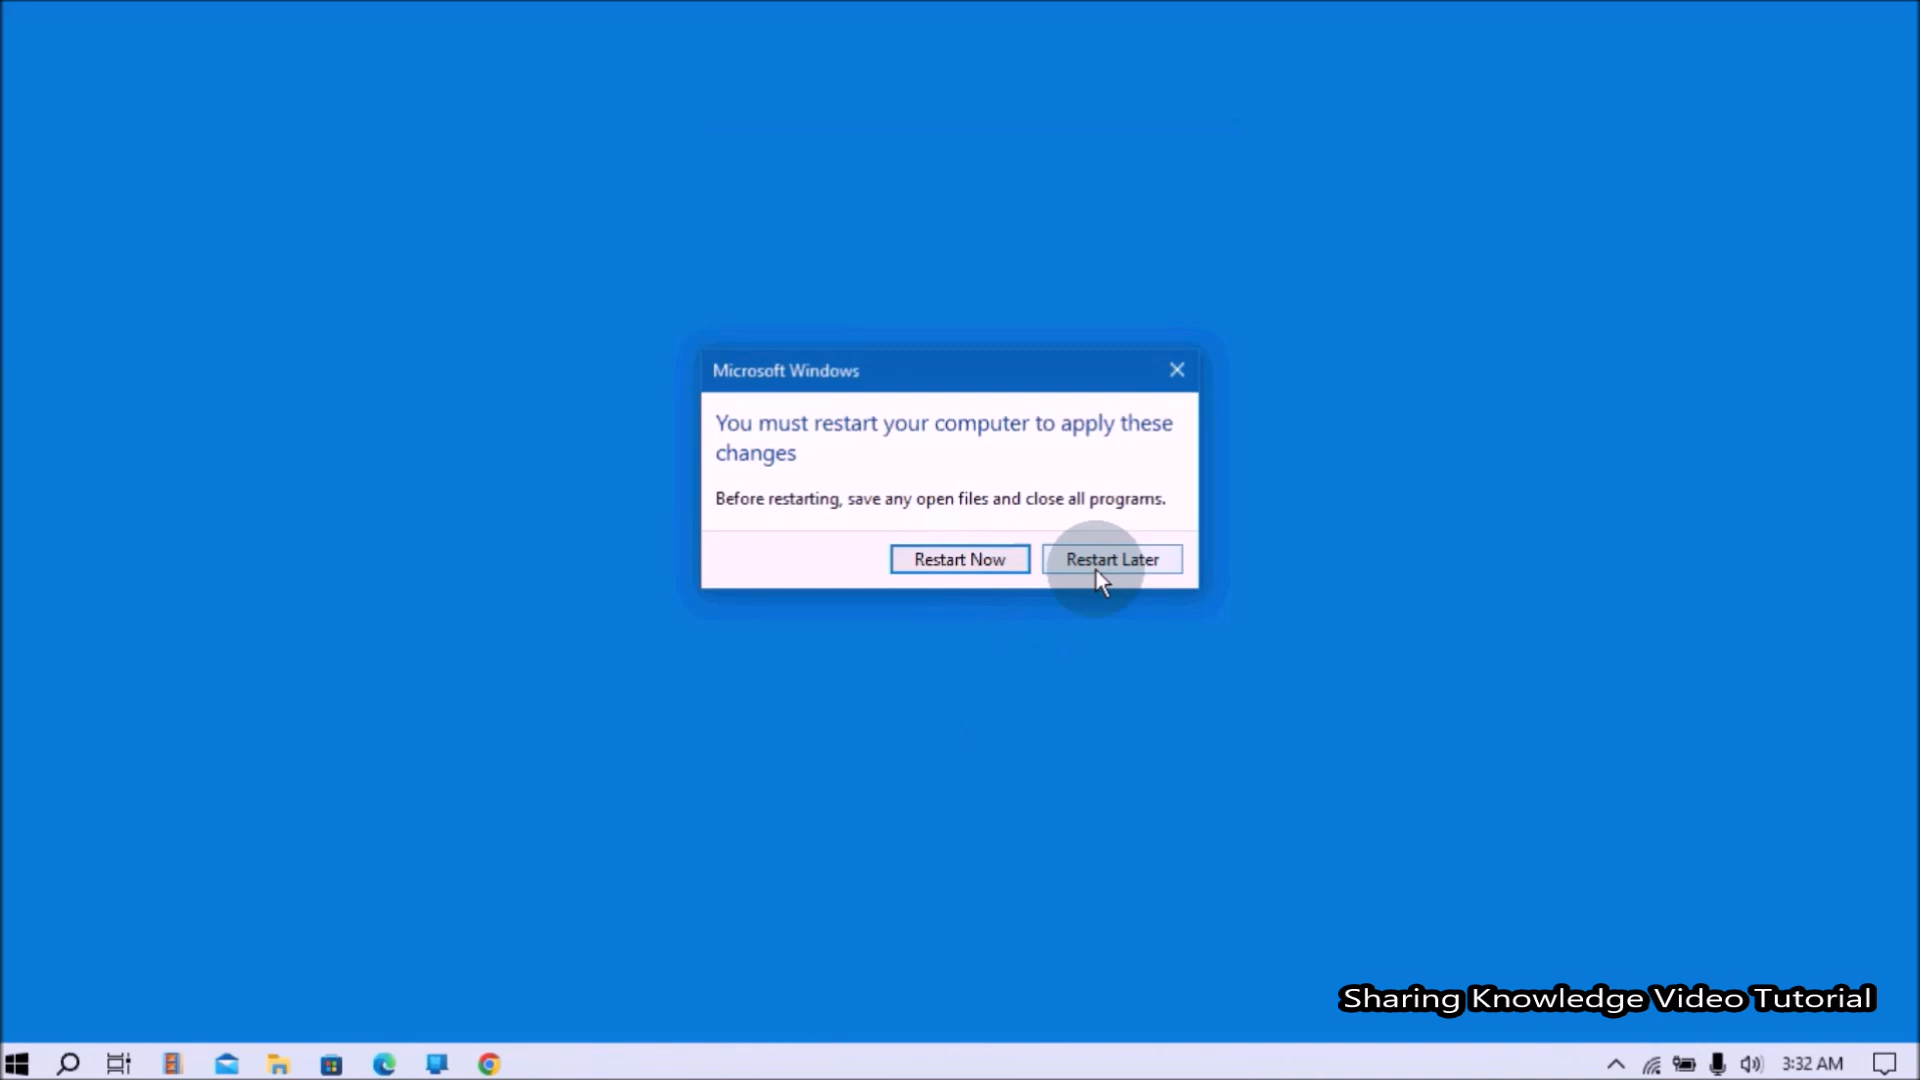 Microsoft Windows
You must restart your computer to apply these
changes
Before restarting, save any open files and close all programs.
Restart Now
Restart Later
Sharing Knowledge Video Tutorial
3:32 AM